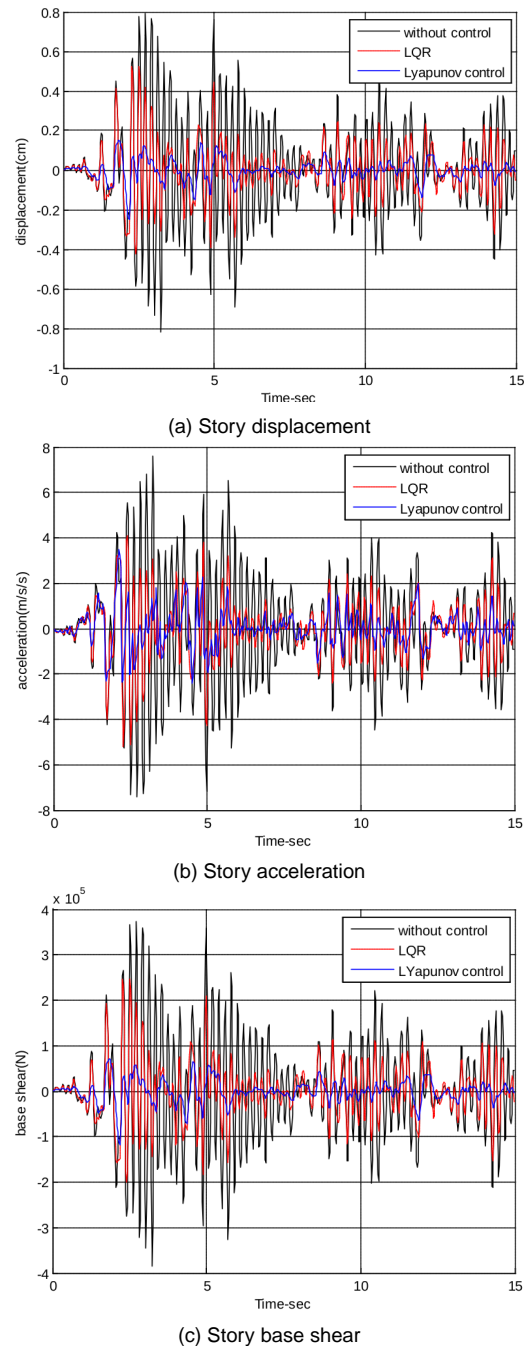 0.8
without control
LQR
0.6
Lyapunov control
0.4
0.2
0
-0.2
-0.4
-0.6
-0.8
-1
displacement(cm)
0 5 10 15
Time-sec
(a) Story displacement
8
without control
LQR
6
Lyapunov control
4
2
0
-2
-4
-6
-8
acceleration(m/s/s)
0 5 10 15
Time-sec
(b) Story acceleration
x 10^5
4
without control
LQR
3
LYapunov control
2
1
0
-1
-2
-3
-4
base shear(N)
0 5 10 15
Time-sec
(c) Story base shear